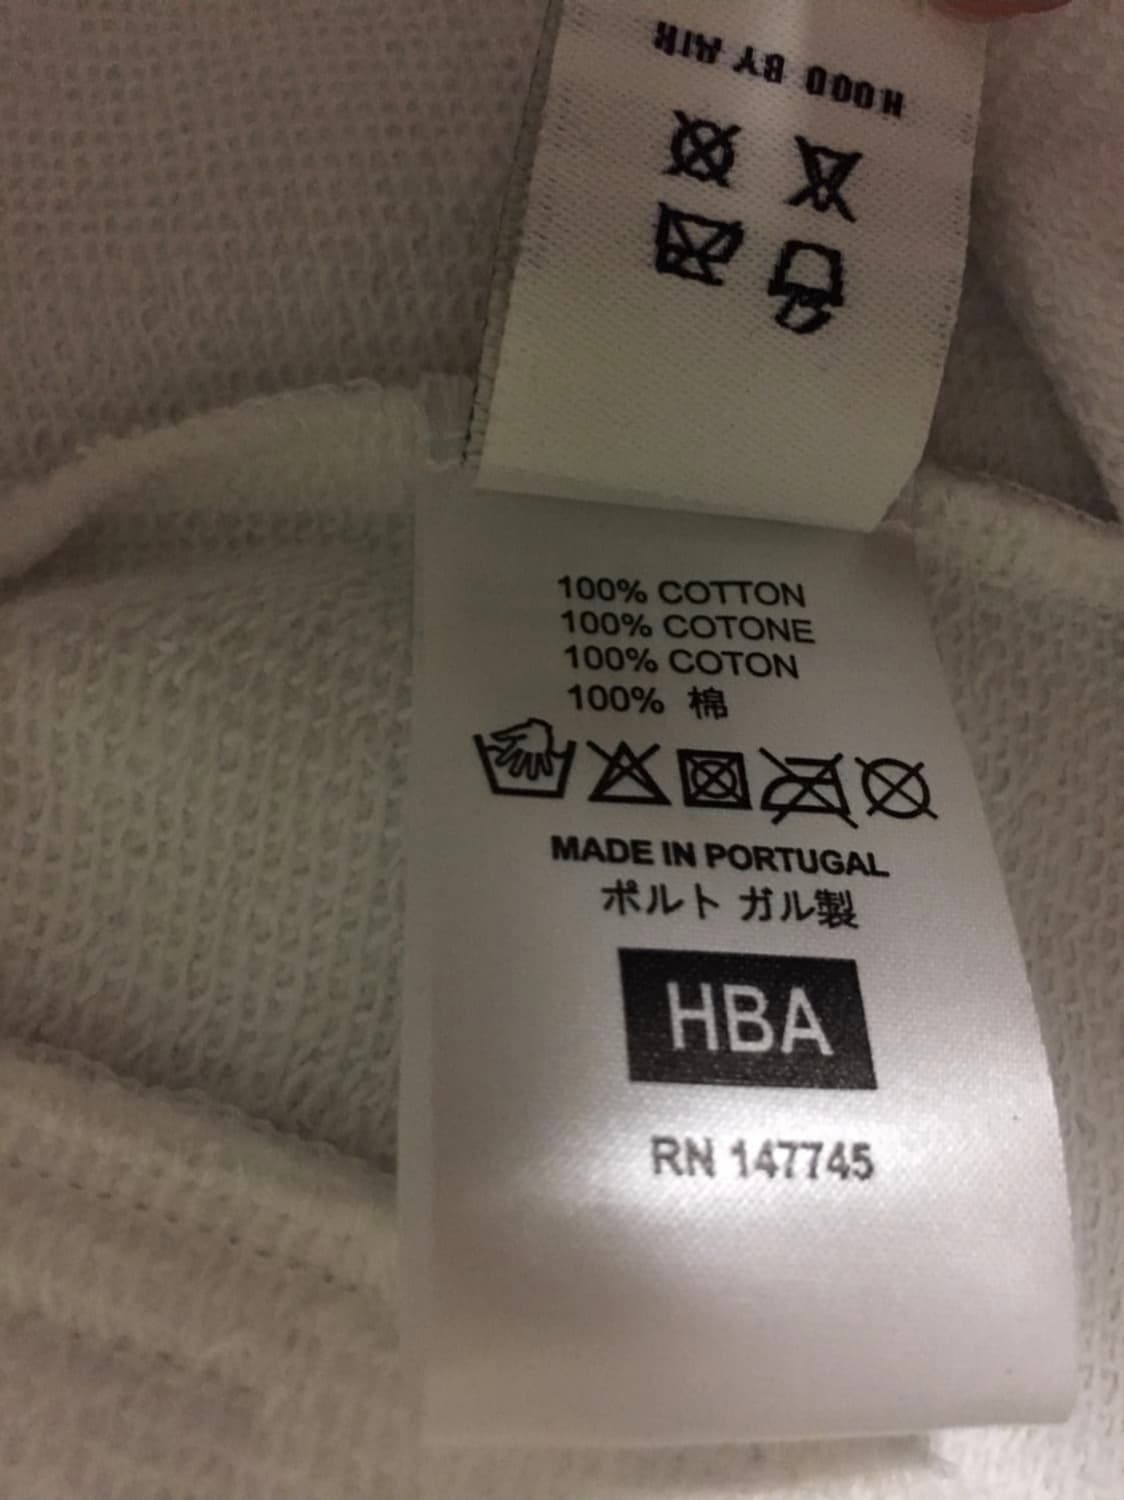 HOOD BY AIR
100% COTTON
100% COTONE
100% COTON
100% 棉
MADE IN PORTUGAL
ポルト ガル製
HBA
RN 147745